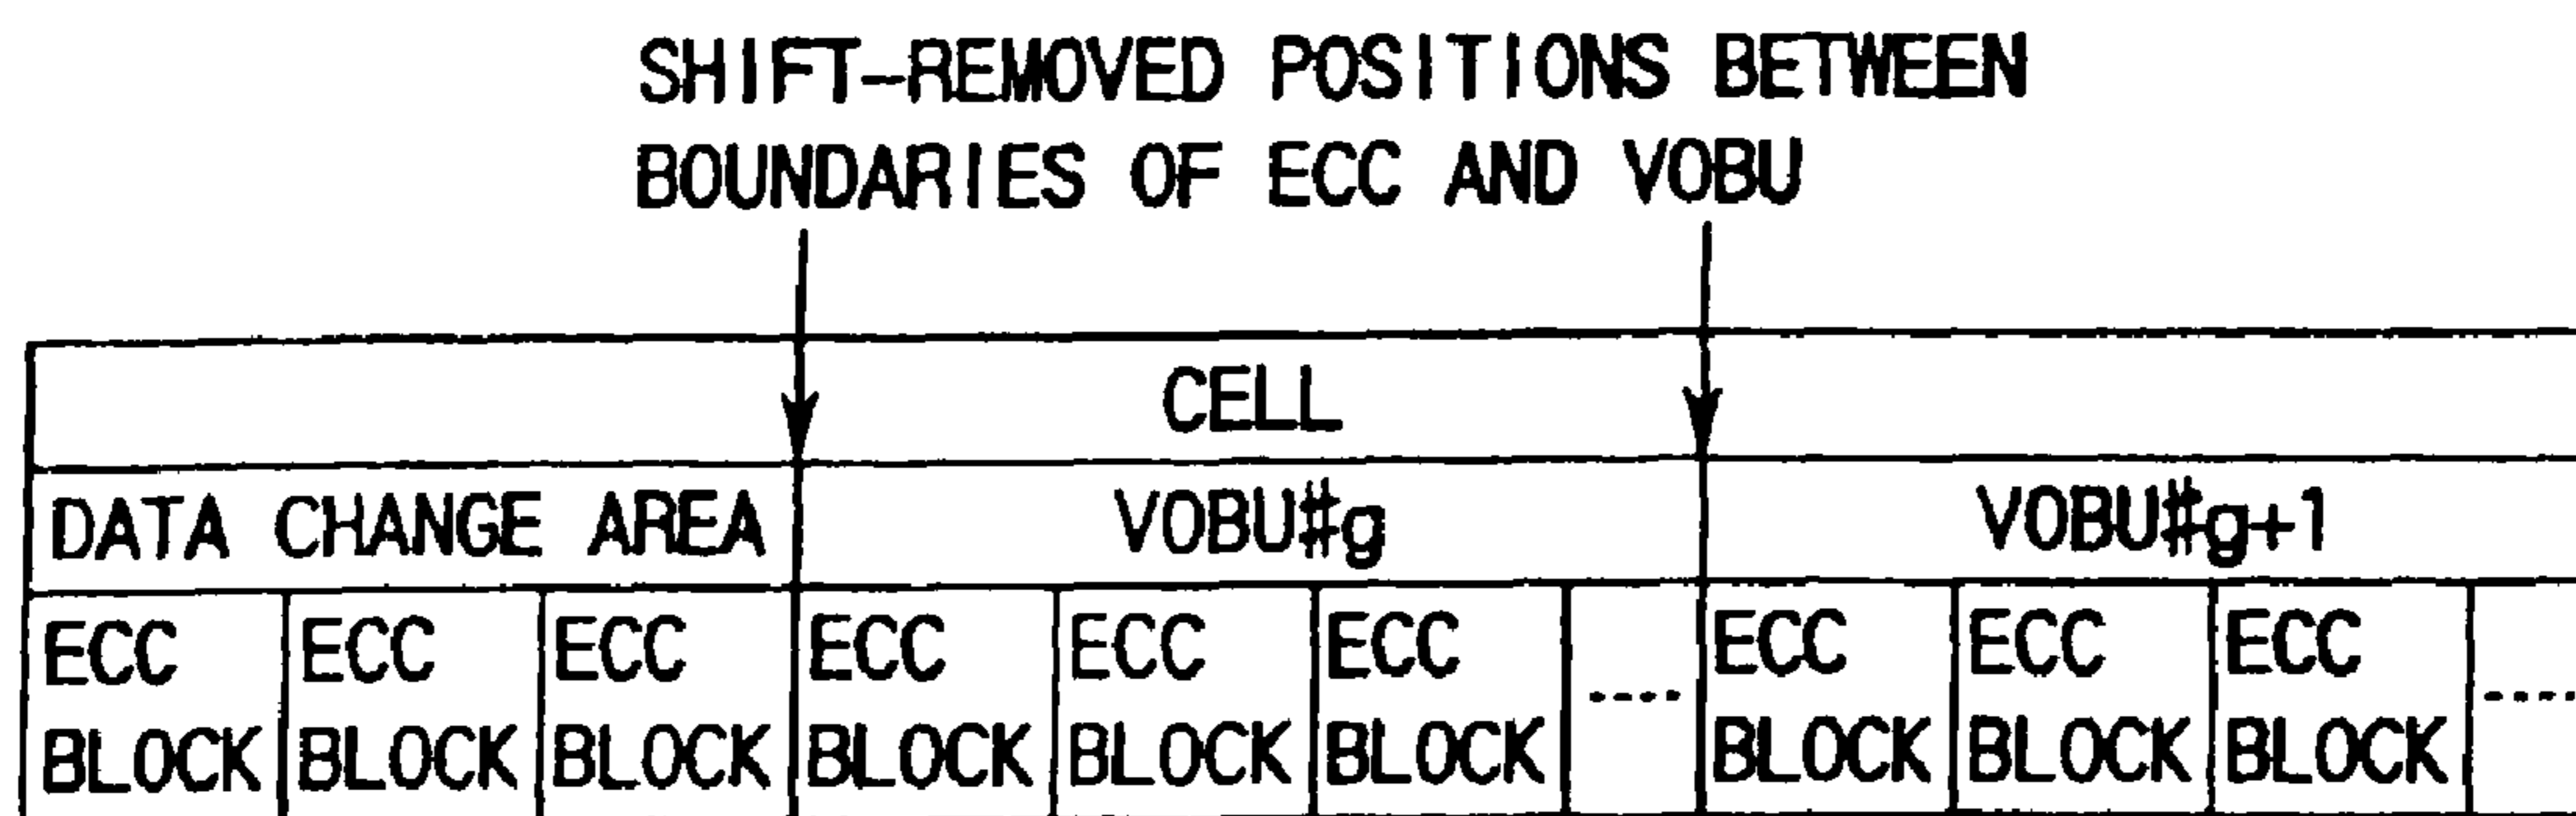 SHIFT-REMOVED POSITIONS BETWEEN
BOUNDARIES OF ECC AND VOBU
CELL
DATA CHANGE AREA VOBU#g VOBU#g+1
ECC ECC ECC ECC ECC ECC ---- ECC ECC ECC ----
BLOCK BLOCK BLOCK BLOCK BLOCK BLOCK BLOCK BLOCK BLOCK